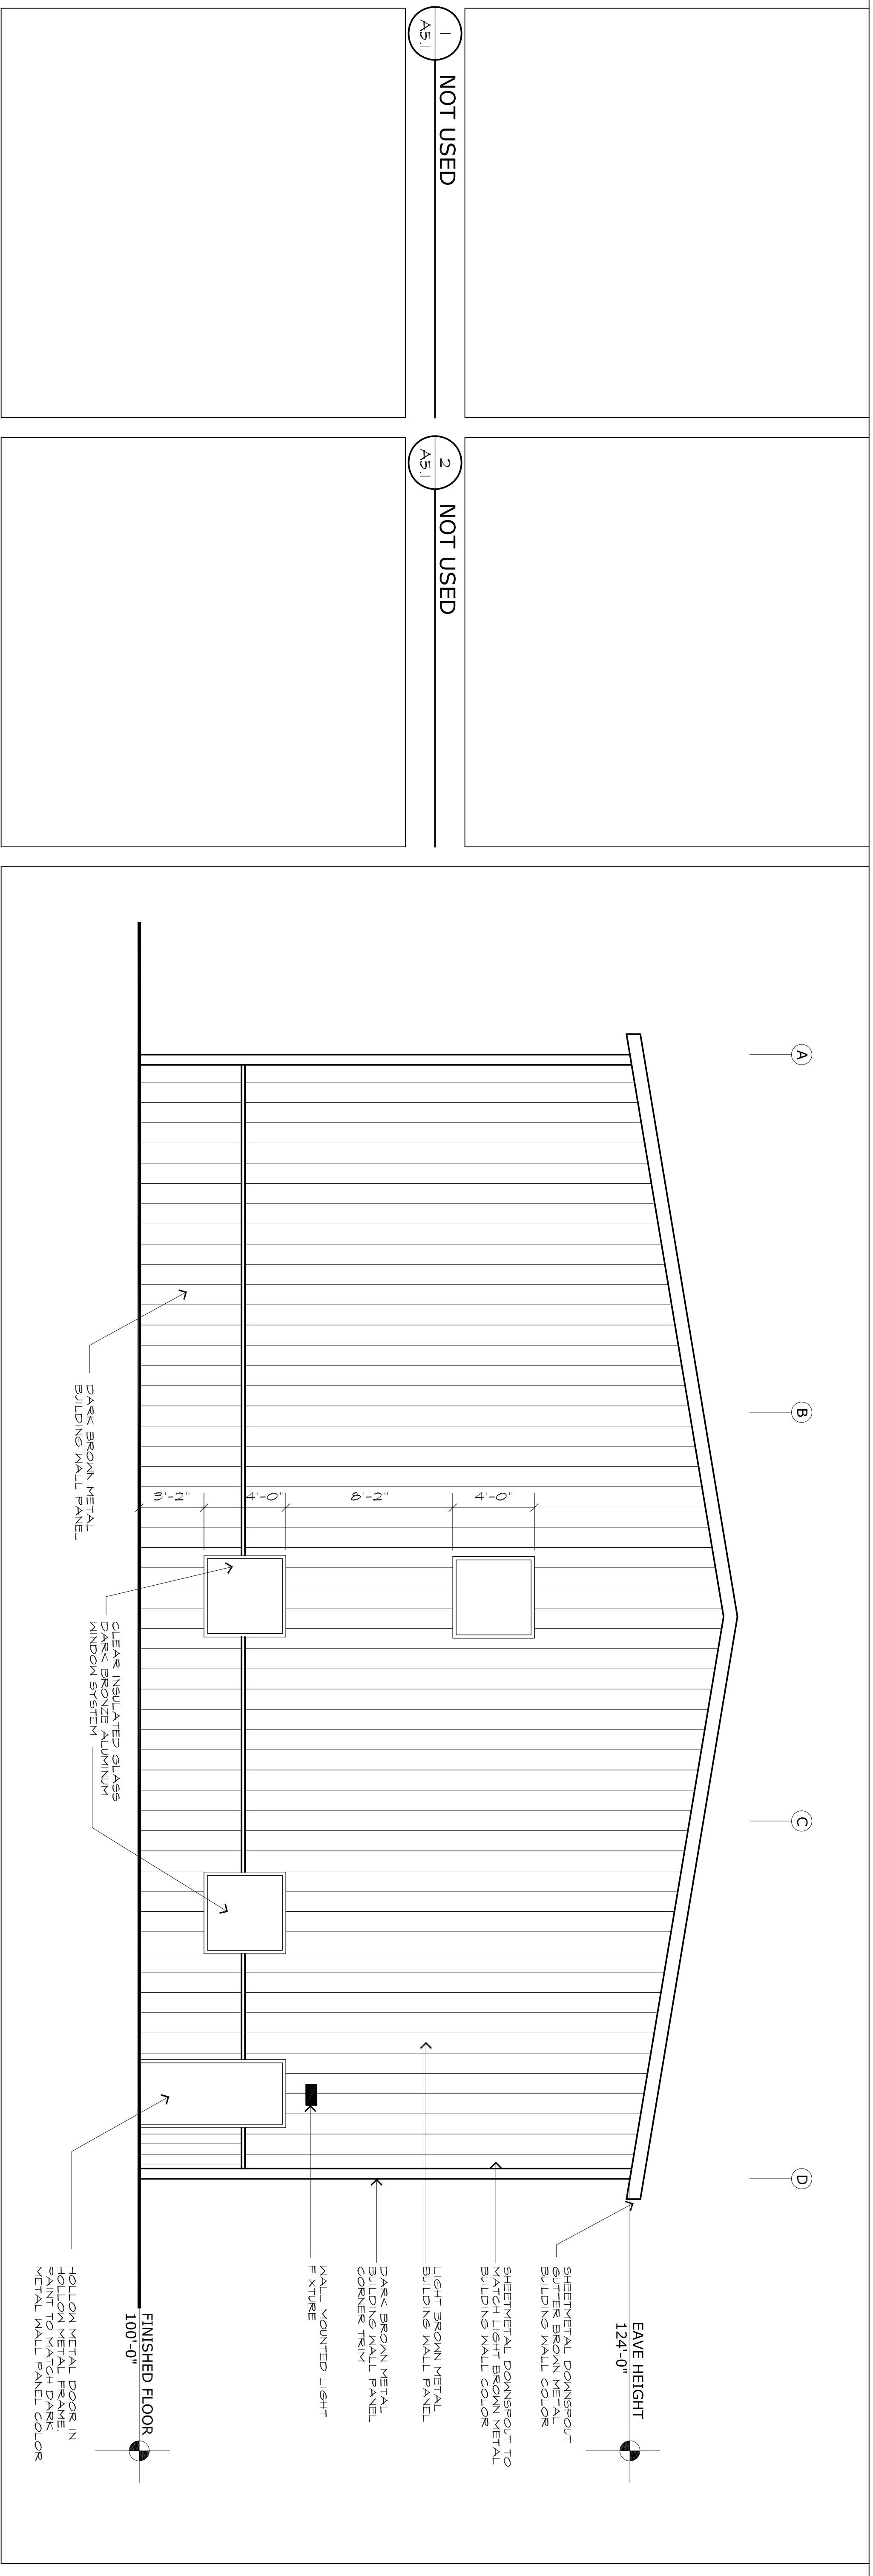 1
A5.1
NOT USED
2
A5.1
NOT USED
A
B
C
D
EAVE HEIGHT
124'-0"
SHEETMETAL DOWNSPOUT
GUTTER BROWN METAL
BUILDING WALL COLOR
SHEETMETAL DOWNSPOUT TO
MATCH LIGHT BROWN METAL
BUILDING WALL COLOR
LIGHT BROWN METAL
BUILDING WALL PANEL
DARK BROWN METAL
BUILDING WALL PANEL
CORNER TRIM
WALL MOUNTED LIGHT
FIXTURE
4'-0"
8'-2"
4'-0"
3'-2"
FINISHED FLOOR
100'-0"
DARK BROWN METAL
BUILDING WALL PANEL
CLEAR INSULATED GLASS
DARK BRONZE ALUMINUM
WINDOW SYSTEM
HOLLOW METAL DOOR IN
HOLLOW METAL FRAME.
PAINT TO MATCH DARK
METAL WALL PANEL COLOR